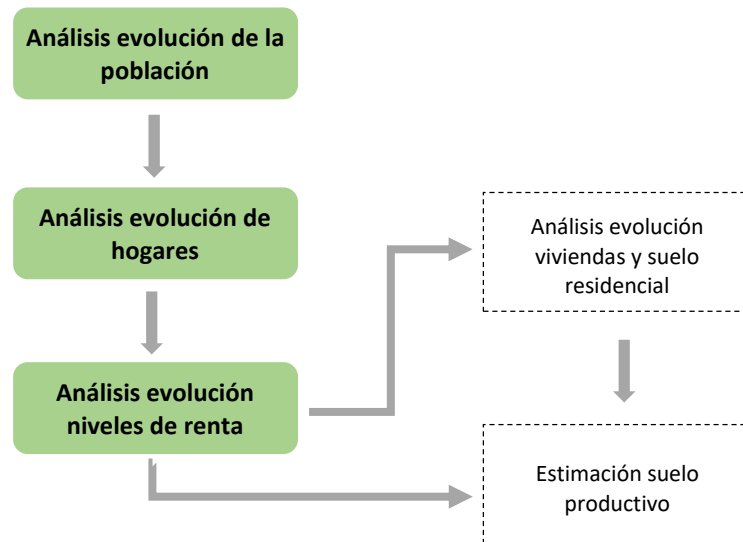 Análisis evolución de la
población
Análisis evolución de
hogares
Análisis evolución
niveles de renta
Análisis evolución
viviendas y suelo
residencial
Estimación suelo
productivo